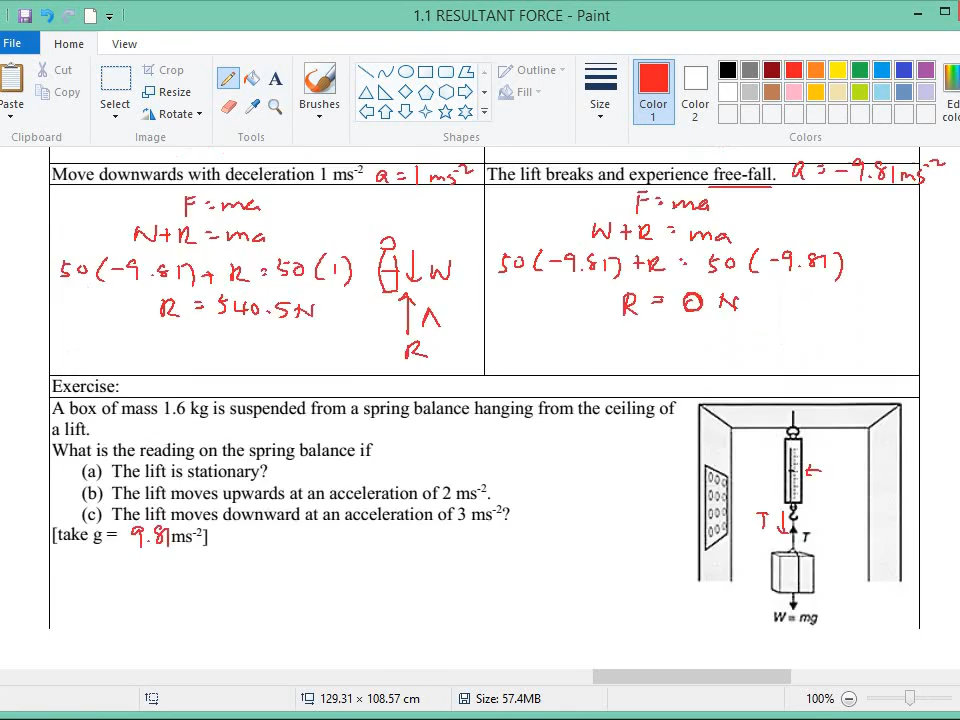 1.1 RESULTANT FORCE - Paint
File Home View
Paste Cut Copy Select Crop Resize Rotate Brushes Outline Fill Size Color 1 Color 2
Clipboard Image Tools Shapes Colors
Move downwards with deceleration 1 ms-2 a = 1 ms-2
F = ma
N+R = ma
50(-9.81) + R = 50(1)
R = 540.5N
W
R
The lift breaks and experience free-fall. a = -9.81 ms-2
F = ma
W+R = ma
50(-9.81) + R = 50(-9.81)
R = 0 N
Exercise:
A box of mass 1.6 kg is suspended from a spring balance hanging from the ceiling of
a lift.
What is the reading on the spring balance if
(a) The lift is stationary?
(b) The lift moves upwards at an acceleration of 2 ms-2.
(c) The lift moves downward at an acceleration of 3 ms-2?
[take g = 9.81 ms-2]
T
T
W = mg
129.31 × 108.57 cm Size: 57.4MB 100%